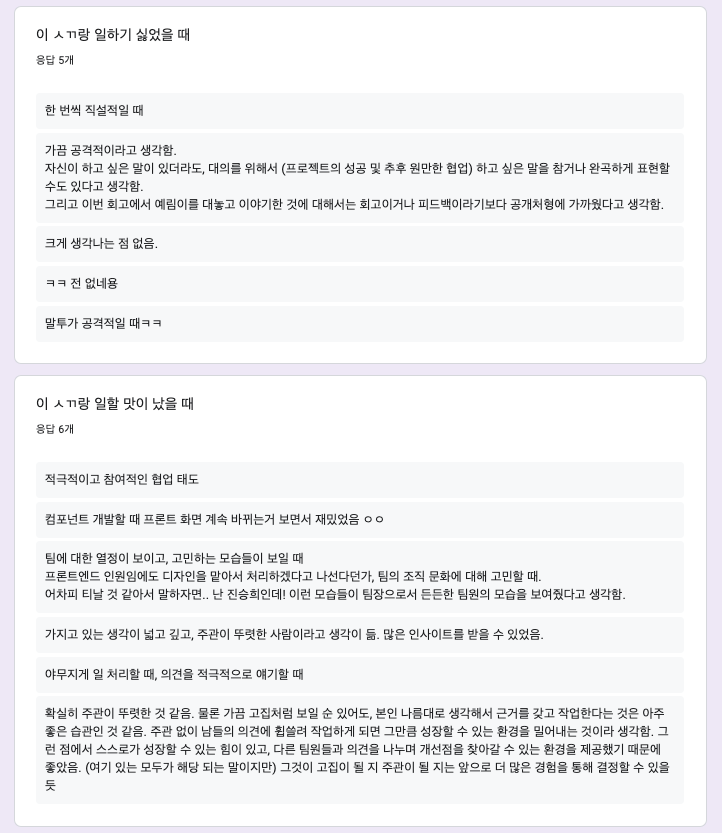 이 ㅅㄲ랑 일하기 싫었을 때
응답 5개
한 번씩 직설적일 때
가끔 공격적이라고 생각함.
자신이 하고 싶은 말이 있더라도, 대의를 위해서 (프로젝트의 성공 및 추후 원만한 협업) 하고 싶은 말을 참거나 완곡하게 표현할
수도 있다고 생각함.
그리고 이번 회고에서 예림이를 대놓고 이야기한 것에 대해서는 회고이거나 피드백이라기보다 공개처형에 가까웠다고 생각함.
크게 생각나는 점 없음.
ㅋㅋ 전 없네용
말투가 공격적일 때ㅋㅋ
이 ㅅㄲ랑 일할 맛이 났을 때
응답 6개
적극적이고 참여적인 협업 태도
컴포넌트 개발할 때 프론트 화면 계속 바뀌는거 보면서 재밌었음 ㅇㅇ
팀에 대한 열정이 보이고, 고민하는 모습들이 보일 때
프론트엔드 인원임에도 디자인을 맡아서 처리하겠다고 나선다던가, 팀의 조직 문화에 대해 고민할 때.
어차피 티날 것 같아서 말하자면.. 난 진승희인데! 이런 모습들이 팀장으로서 든든한 팀원의 모습을 보여줬다고 생각함.
가지고 있는 생각이 넓고 깊고, 주관이 뚜렷한 사람이라고 생각이 듦. 많은 인사이트를 받을 수 있었음.
야무지게 일 처리할 때, 의견을 적극적으로 얘기할 때
확실히 주관이 뚜렷한 것 같음. 물론 가끔 고집처럼 보일 순 있어도, 본인 나름대로 생각해서 근거를 갖고 작업한다는 것은 아주
좋은 습관인 것 같음. 주관 없이 남들의 의견에 휩쓸려 작업하게 되면 그만큼 성장할 수 있는 환경을 밀어내는 것이라 생각함. 그
런 점에서 스스로가 성장할 수 있는 힘이 있고, 다른 팀원들과 의견을 나누며 개선점을 찾아갈 수 있는 환경을 제공했기 때문에
좋았음. (여기 있는 모두가 해당 되는 말이지만) 그것이 고집이 될 지 주관이 될 지는 앞으로 더 많은 경험을 통해 결정할 수 있을
듯